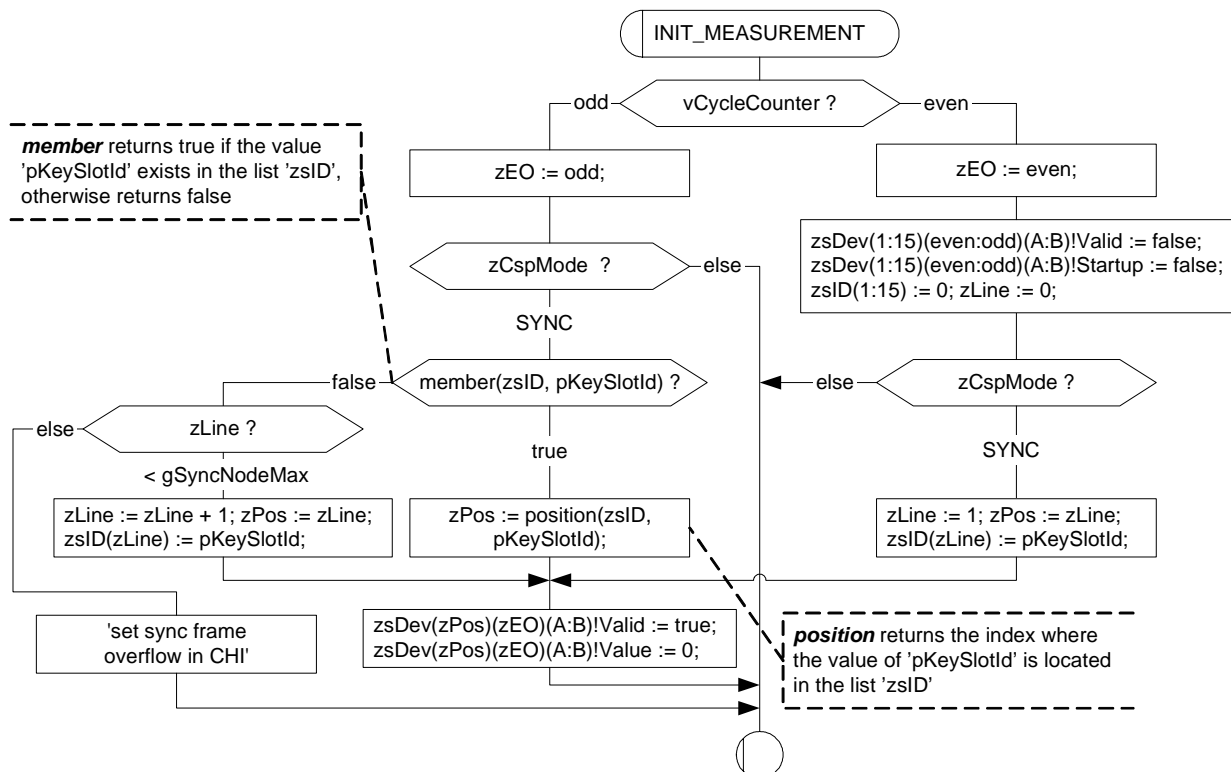 INIT_MEASUREMENT
vCycleCounter ?
odd
even
member returns true if the value
'pKeySlotId' exists in the list 'zsID',
otherwise returns false
zEO := odd;
zEO := even;
zsDev(1:15)(even:odd)(A:B)!Valid := false;
zsDev(1:15)(even:odd)(A:B)!Startup := false;
zsID(1:15) := 0; zLine := 0;
zCspMode ?
else
SYNC
false
member(zsID, pKeySlotId) ?
else
zCspMode ?
else
zLine ?
true
SYNC
< gSyncNodeMax
zLine := zLine + 1; zPos := zLine;
zsID(zLine) := pKeySlotId;
zPos := position(zsID,
pKeySlotId);
zLine := 1; zPos := zLine;
zsID(zLine) := pKeySlotId;
'set sync frame
overflow in CHI'
zsDev(zPos)(zEO)(A:B)!Valid := true;
zsDev(zPos)(zEO)(A:B)!Value := 0;
position returns the index where
the value of 'pKeySlotId' is located
in the list 'zsID'